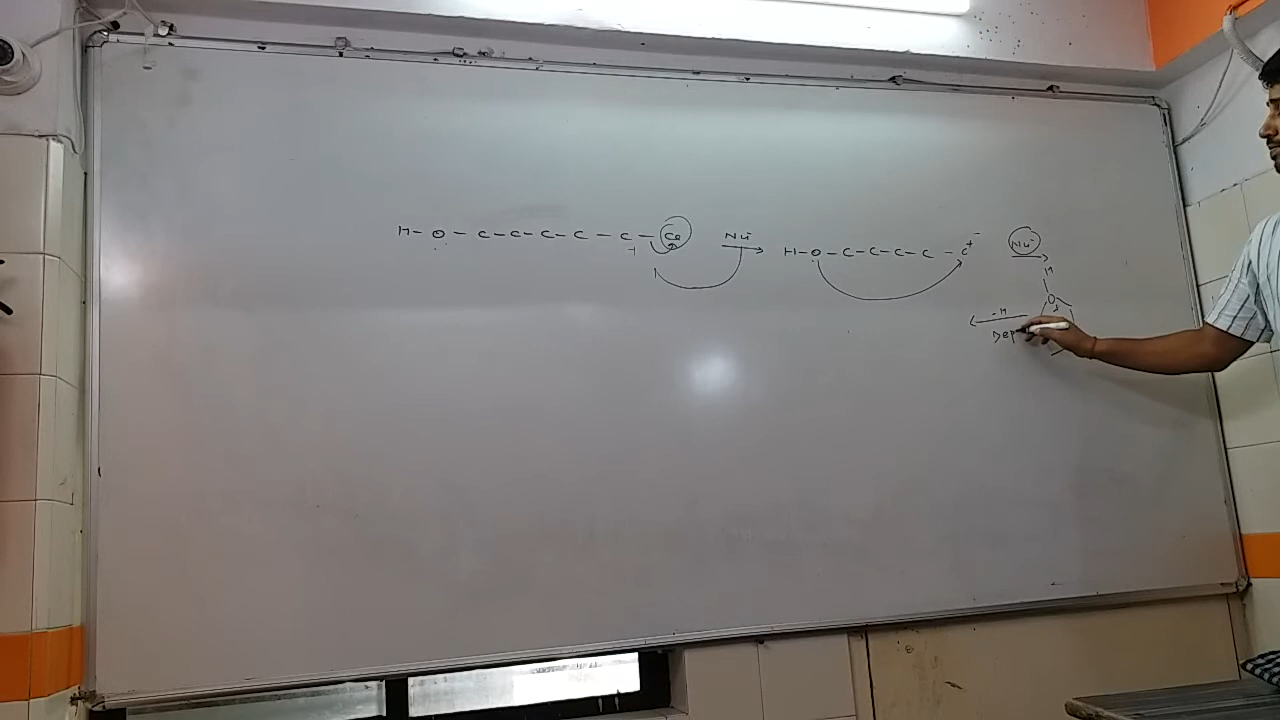 H-O-C-C-C-C-C-Cl Nu⁻ → H-O-C-C-C-C-C⁺ Nu⁻ →
H
O
-H
Dep